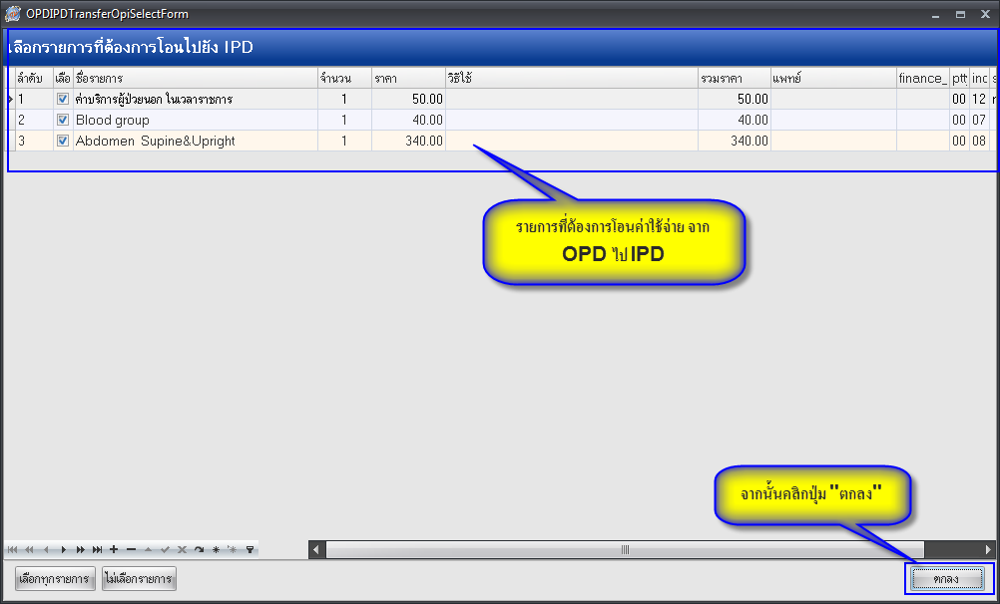 OPDIPDTransferOpiSelectForm
เลือกรายการที่ต้องการโอนไปยัง IPD
ลำดับ เลือ ชื่อรายการ จำนวน ราคา วิธีใช้ รวมราคา แพทย์ finance_ ptt inc s
1 ค่าบริการผู้ป่วยนอก ในเวลาราชการ 1 50.00 50.00 00 12 r
2 Blood group 1 40.00 40.00 00 07
3 Abdomen Supine&Upright 1 340.00 340.00 00 08
รายการที่ต้องการโอนค่าใช้จ่าย จาก
OPD ไป IPD
จากนั้นคลิกปุ่ม "ตกลง"
เลือกทุกรายการ ไม่เลือกรายการ ตกลง